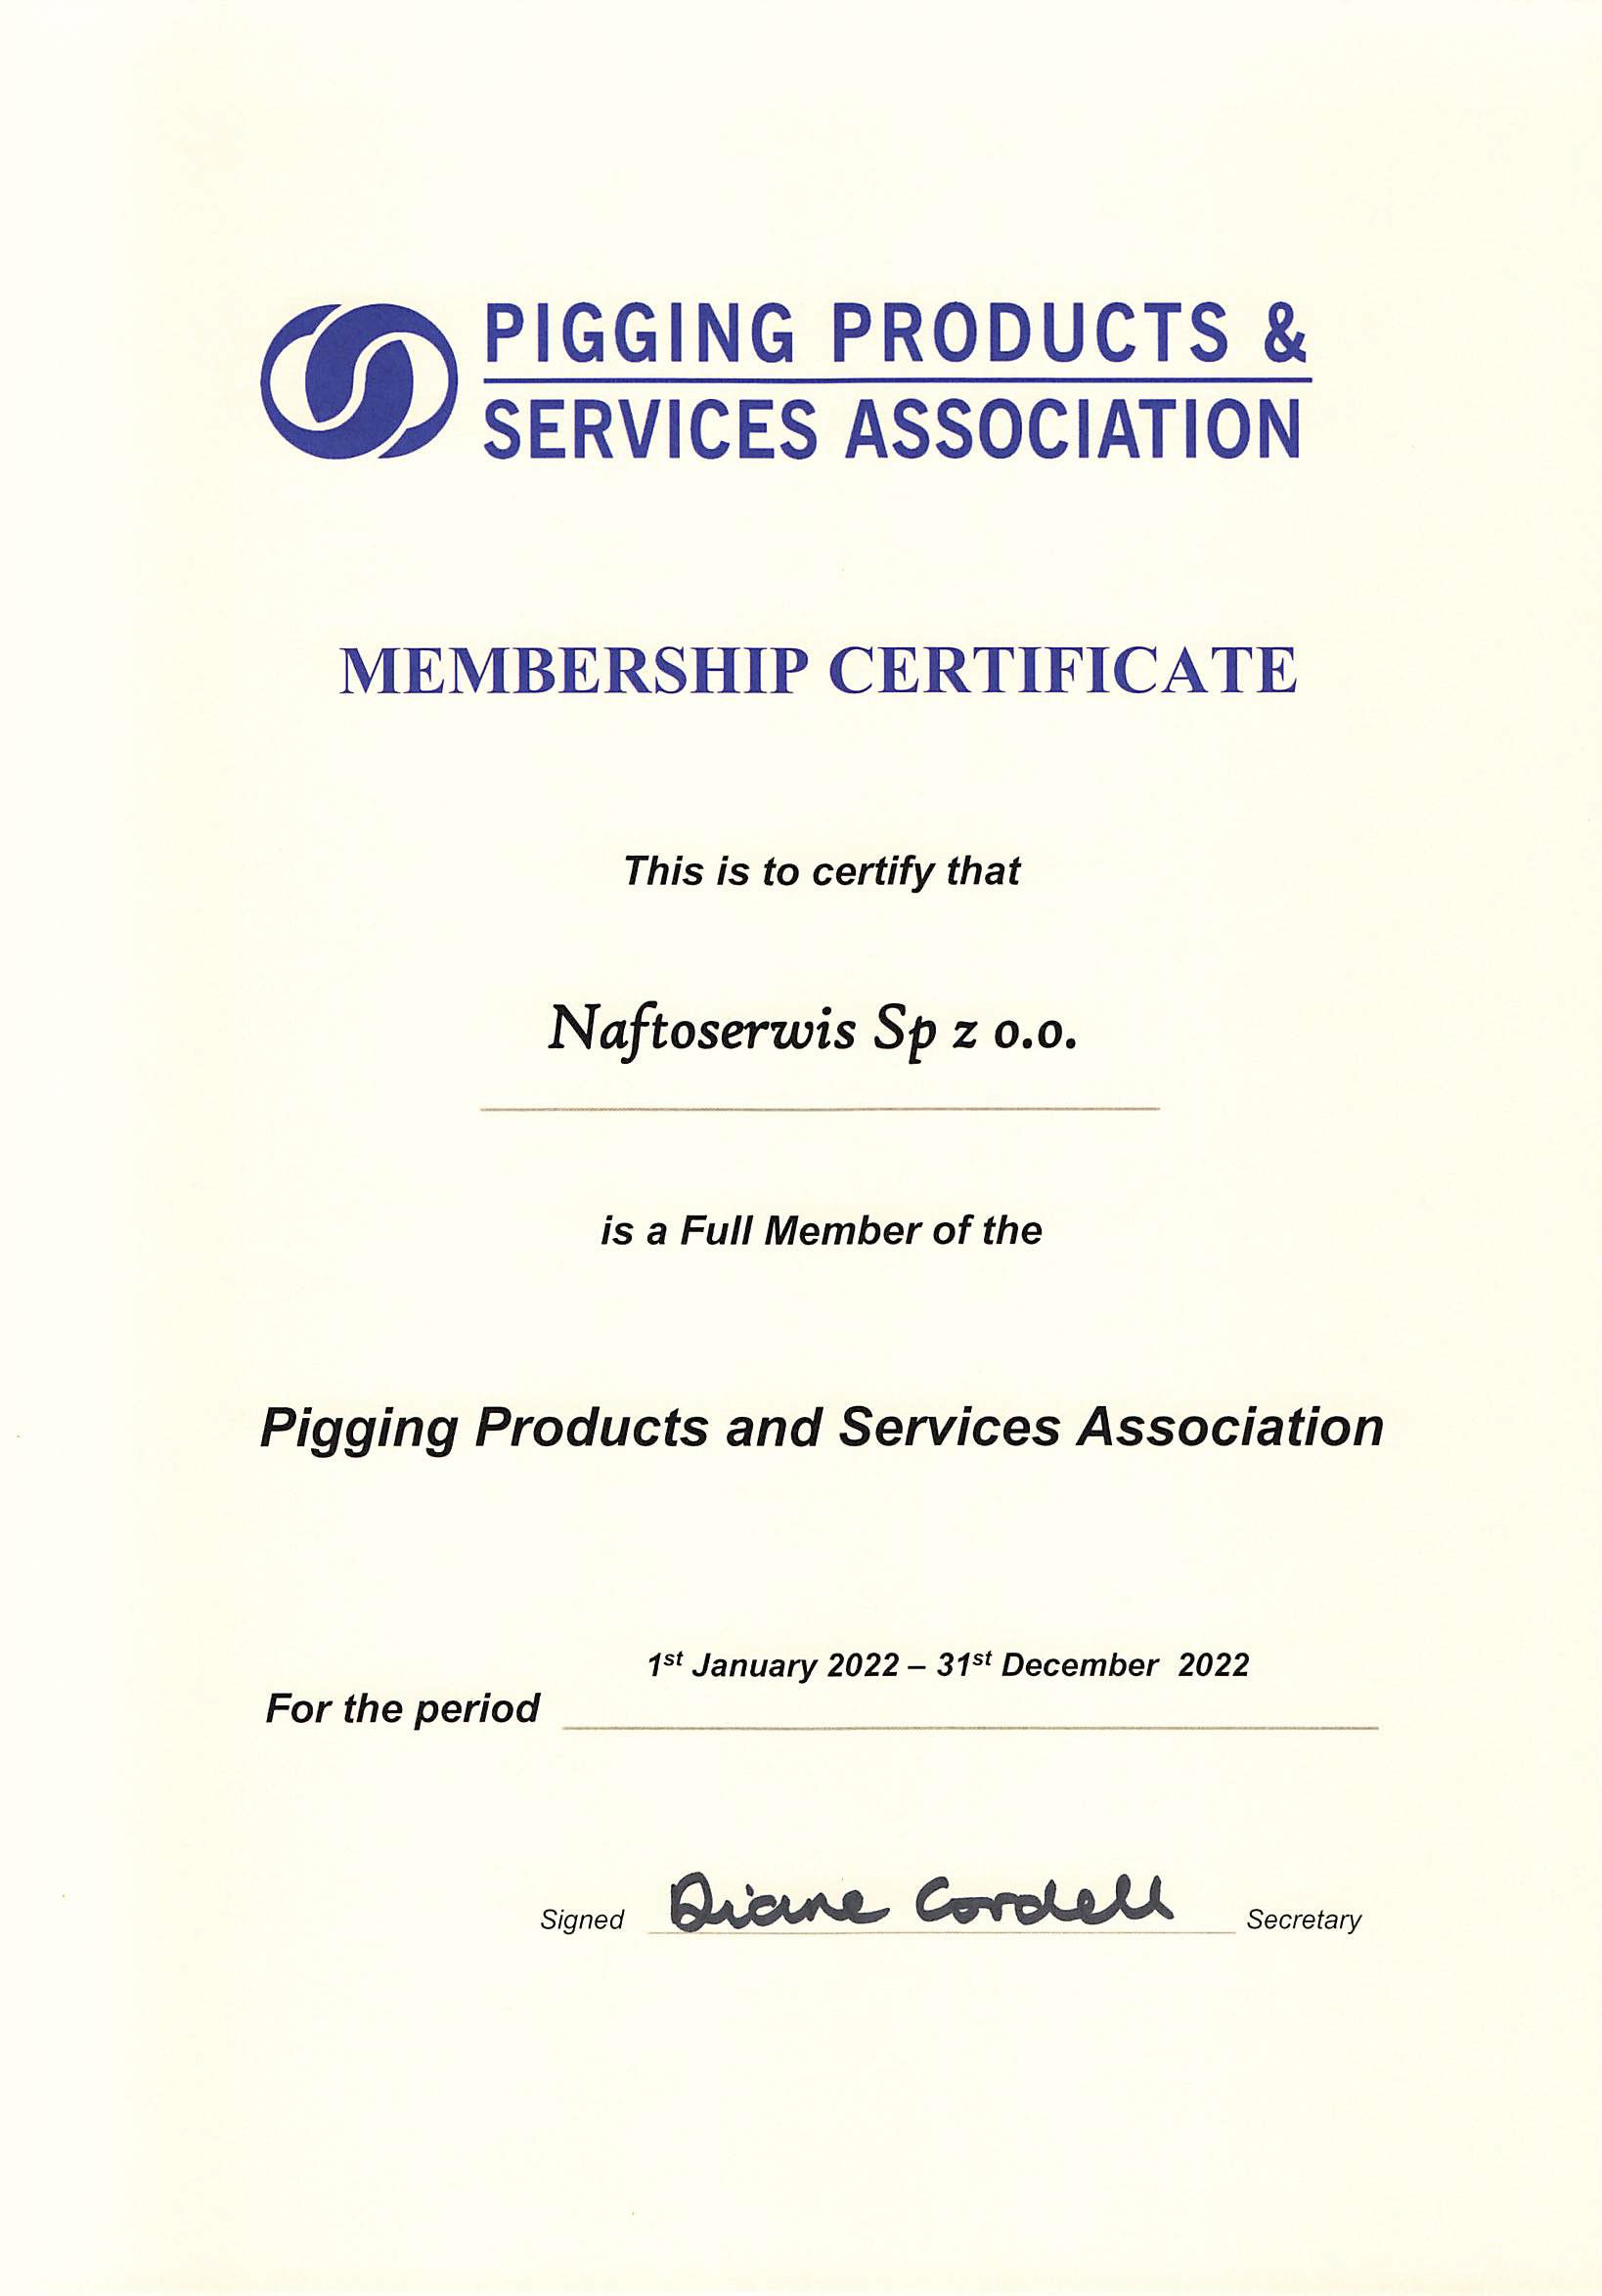 PIGGING PRODUCTS &
SERVICES ASSOCIATION
MEMBERSHIP CERTIFICATE
This is to certify that
Naftoserwis Sp z o.o.
is a Full Member of the
Pigging Products and Services Association
1st January 2022 – 31st December 2022
For the period
Signed Diane Cordell Secretary